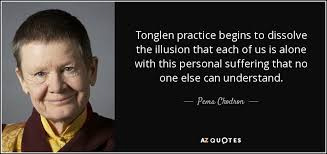 Tonglen practice begins to dissolve
the illusion that each of us is alone
with this personal suffering that no
one else can understand.
Pema Chodron
AZ QUOTES